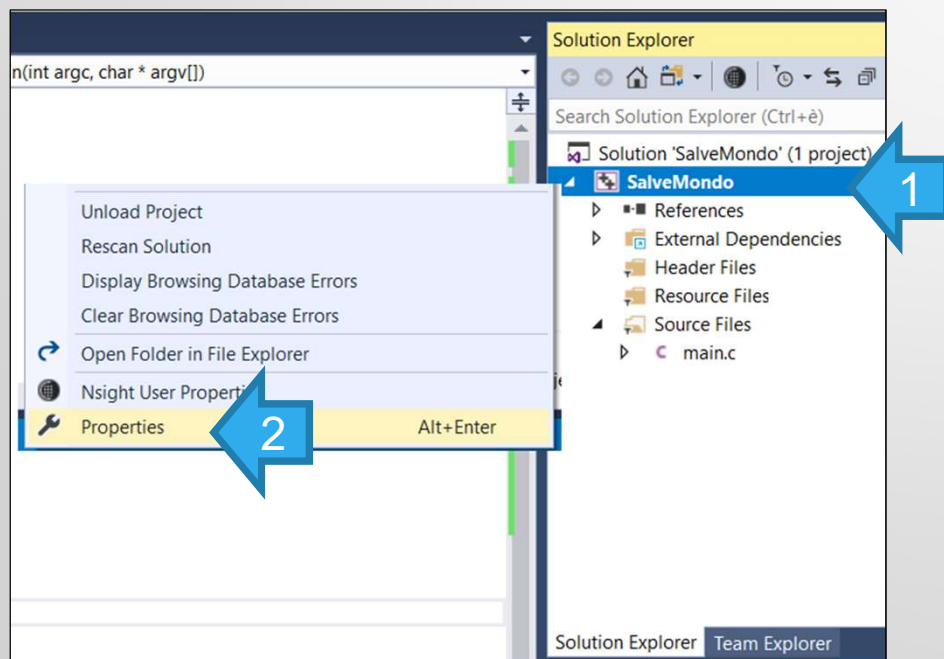 n(int argc, char * argv[])
Unload Project
Rescan Solution
Display Browsing Database Errors
Clear Browsing Database Errors
Open Folder in File Explorer
Nsight User Properti
Properties Alt+Enter
2
Solution Explorer
Search Solution Explorer (Ctrl+è)
Solution 'SalveMondo' (1 project)
SalveMondo
1
References
External Dependencies
Header Files
Resource Files
Source Files
C main.c
Solution Explorer Team Explorer